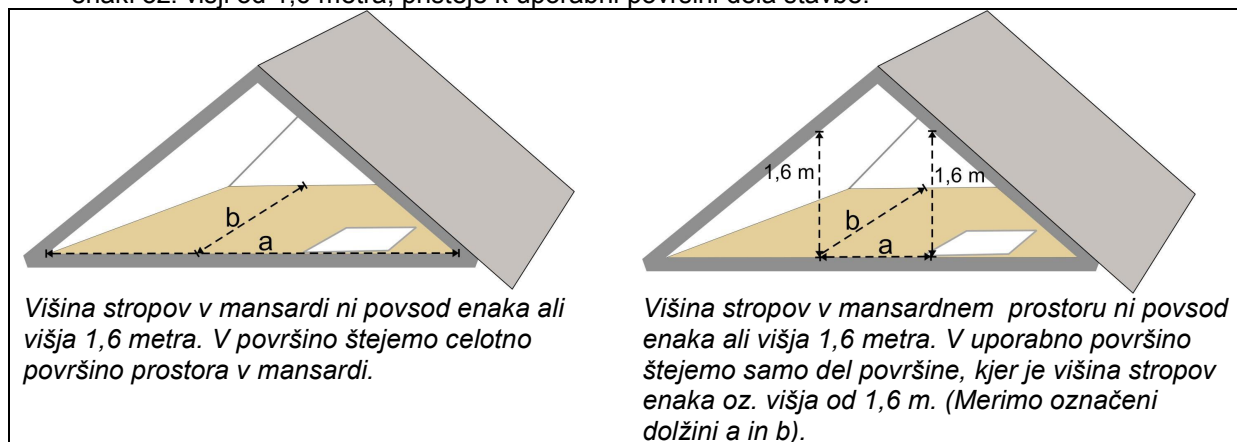 enaki oz. višji od 1,6 metra, prišteje k uporabni površini dela stavbe.
b
a
1,6 m
1,6 m
b
a
Višina stropov v mansardi ni povsod enaka ali
višja 1,6 metra. V površino štejemo celotno
površino prostora v mansardi.
Višina stropov v mansardnem prostoru ni povsod
enaka ali višja 1,6 metra. V uporabno površino
štejemo samo del površine, kjer je višina stropov
enaka oz. višja od 1,6 m. (Merimo označeni
dolžini a in b).